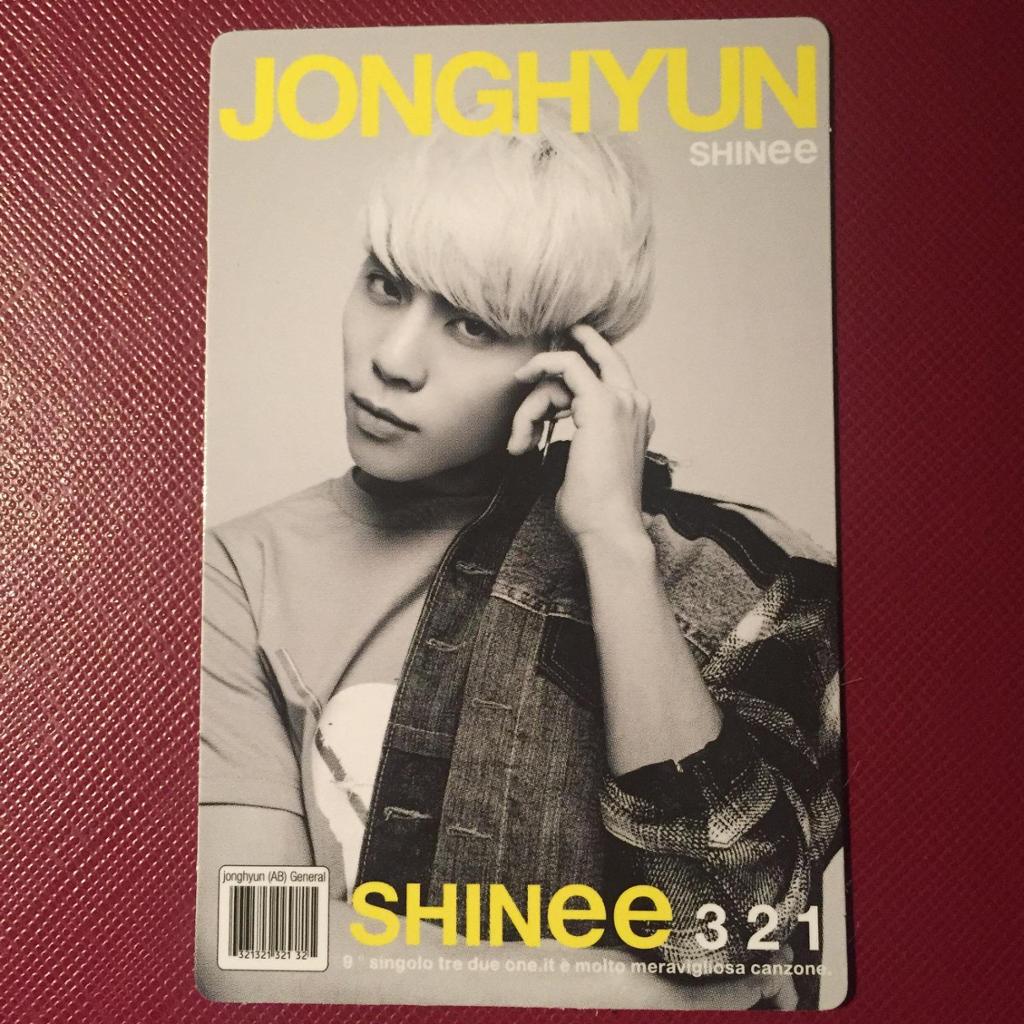 JONGHYUN
SHINee
jonghyun (AB) General
321321 321 32
SHINee 3 2 1
9° singolo tre due one.it è molto meravigliosa canzone.